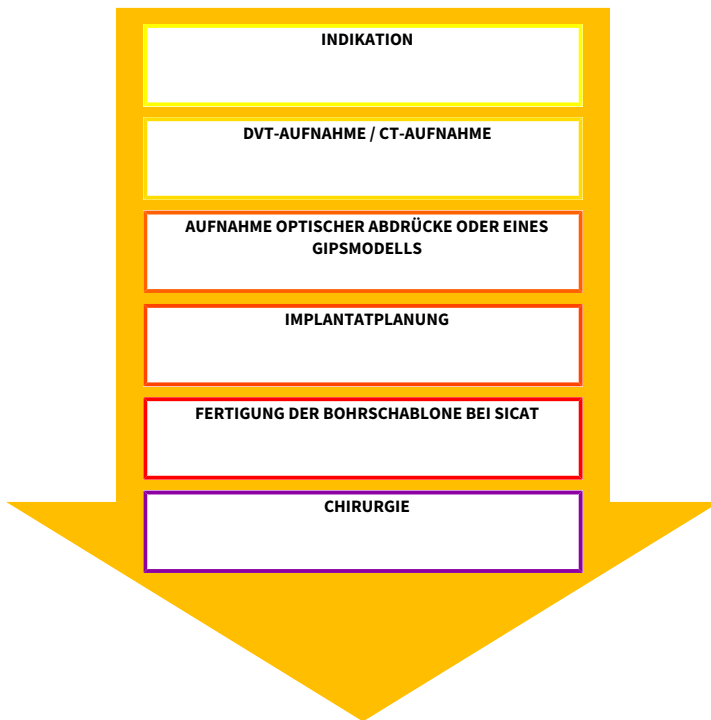 INDIKATION
DVT-AUFNAHME / CT-AUFNAHME
AUFNAHME OPTISCHER ABDRÜCKE ODER EINES
GIPSMODELLS
IMPLANTATPLANUNG
FERTIGUNG DER BOHRSCHABLONE BEI SICAT
CHIRURGIE